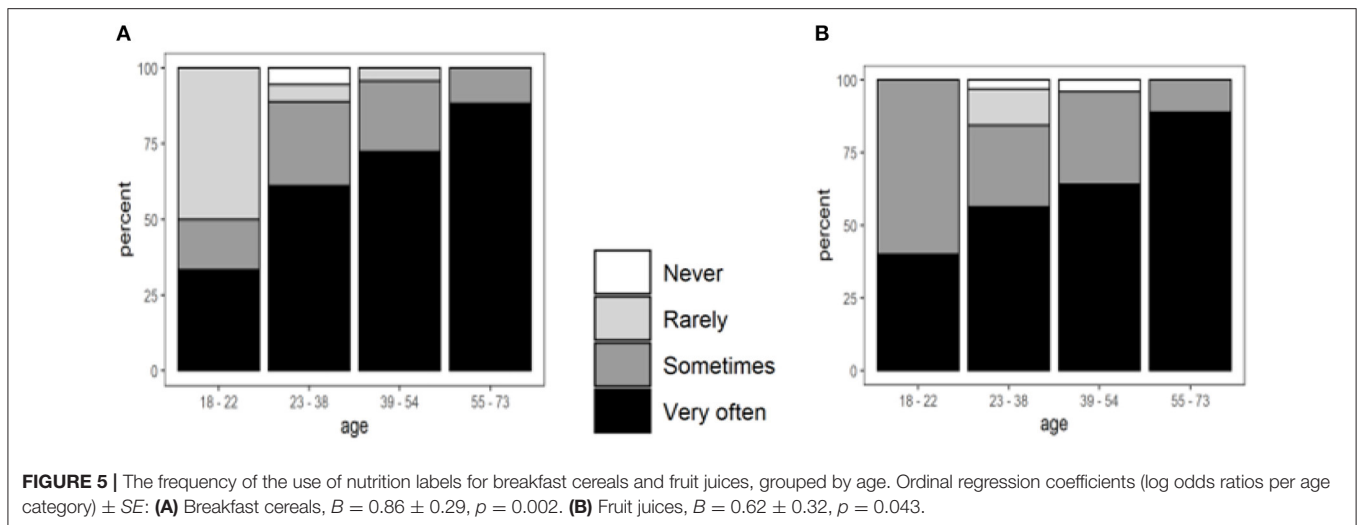 A
100
75
50
25
0
percent
18 - 22
23 - 38
39 - 54
55 - 73
age
Never
Rarely
Sometimes
Very often
B
100
75
50
25
0
percent
18 - 22
23 - 38
39 - 54
55 - 73
age
FIGURE 5 | The frequency of the use of nutrition labels for breakfast cereals and fruit juices, grouped by age. Ordinal regression coefficients (log odds ratios per age
category) ± SE: (A) Breakfast cereals, B = 0.86 ± 0.29, p = 0.002. (B) Fruit juices, B = 0.62 ± 0.32, p = 0.043.